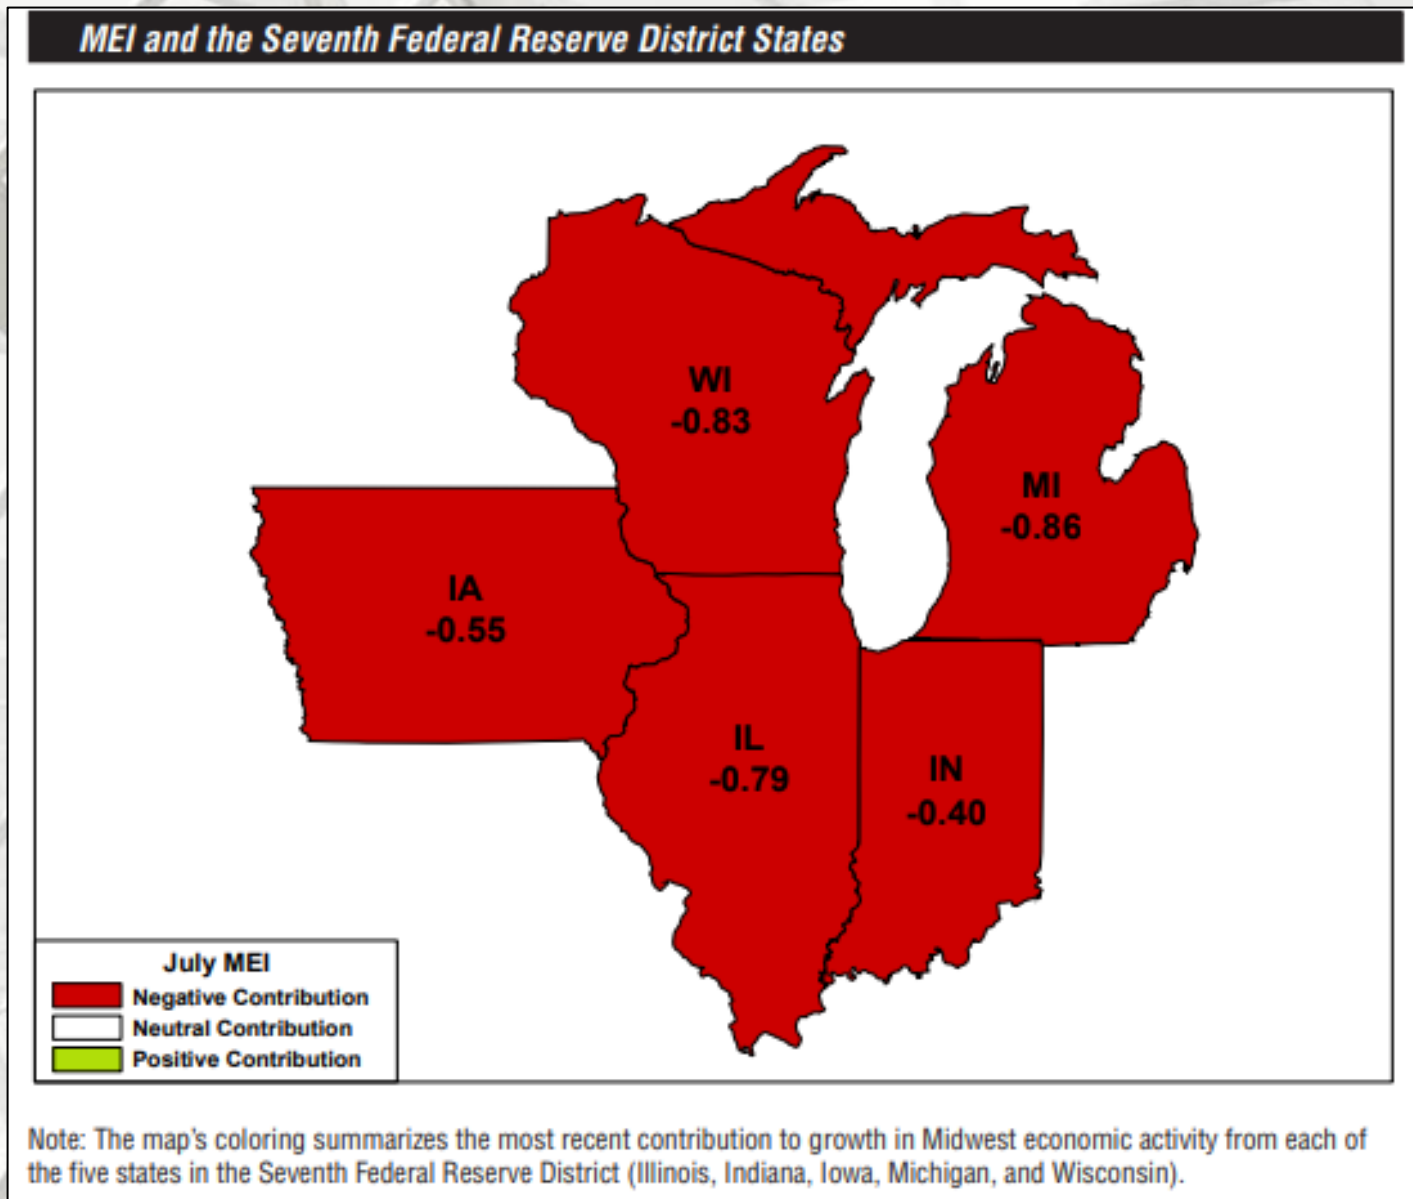 MEI and the Seventh Federal Reserve District States
WI
-0.83
MI
-0.86
IA
-0.55
IL
-0.79
IN
-0.40
July MEI
Negative Contribution
Neutral Contribution
Positive Contribution
Note: The map's coloring summarizes the most recent contribution to growth in Midwest economic activity from each of
the five states in the Seventh Federal Reserve District (Illinois, Indiana, Iowa, Michigan, and Wisconsin).